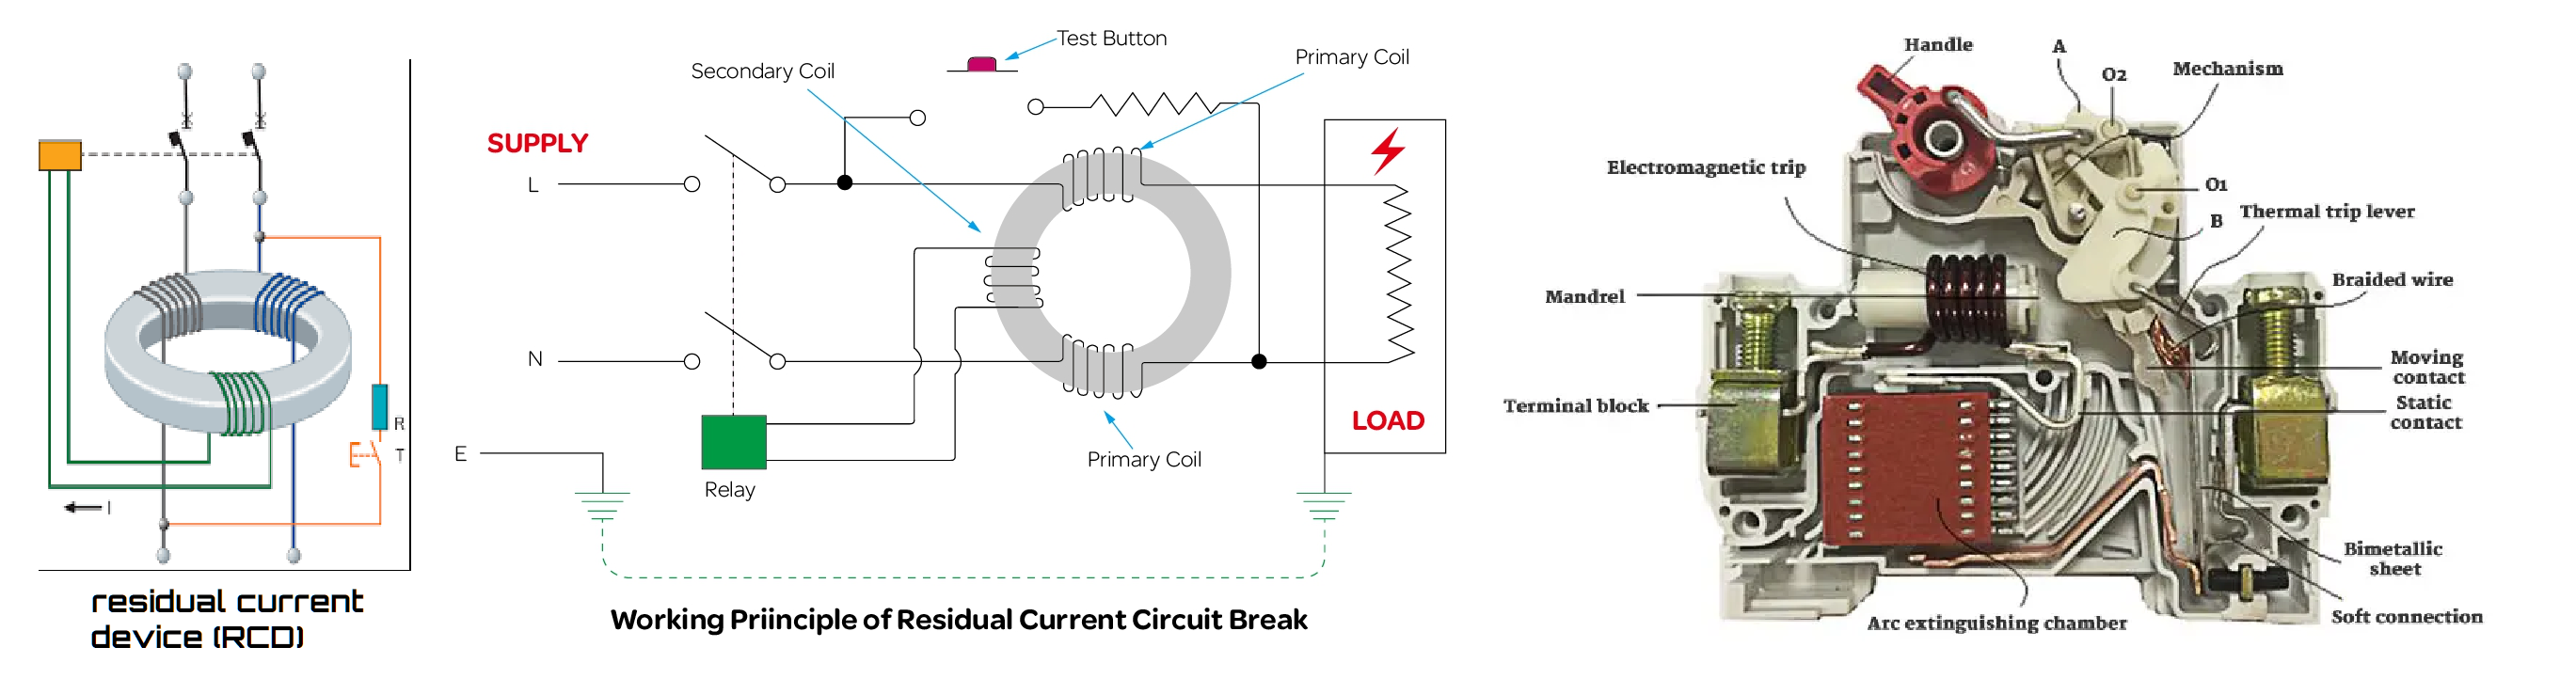 R
T
I
residual current
device (RCD)
Test Button
Primary Coil
Secondary Coil
SUPPLY
L
N
LOAD
E
Primary Coil
Relay
Working Priinciple of Residual Current Circuit Break
Handle
A
O2
Mechanism
Electromagnetic trip
O1
B
Thermal trip lever
Mandrel
Braided wire
Moving
contact
Terminal block
Static
contact
Bimetallic
sheet
Arc extinguishing chamber
Soft connection